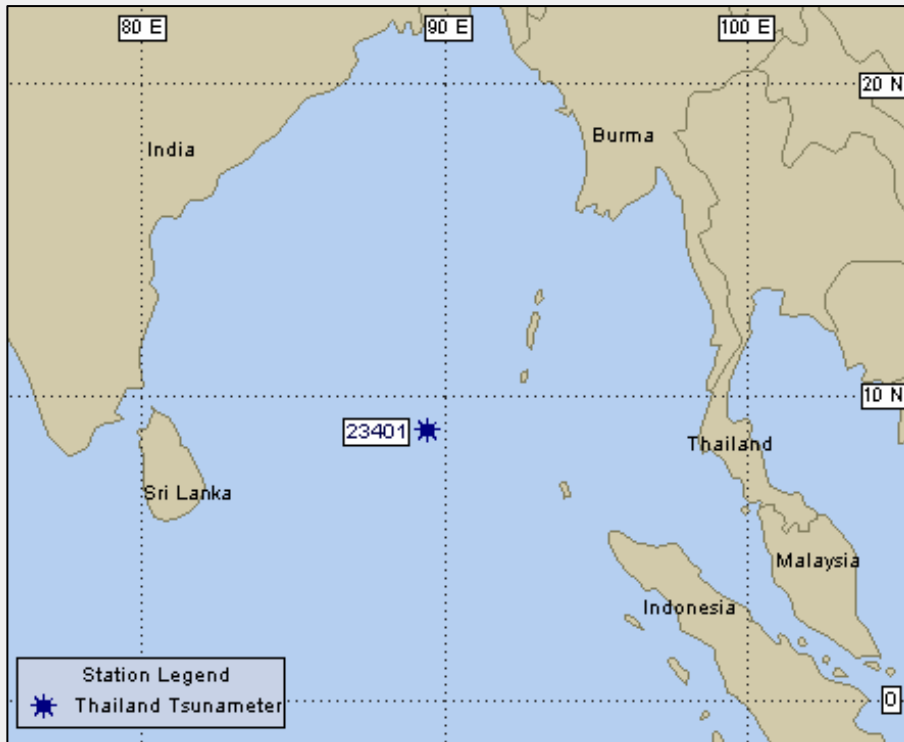 80 E
90 E
100 E
20 N
Burma
India
10 N
23401
Thailand
Sri Lanka
Malaysia
Indonesia
Station Legend
Thailand Tsunameter
0